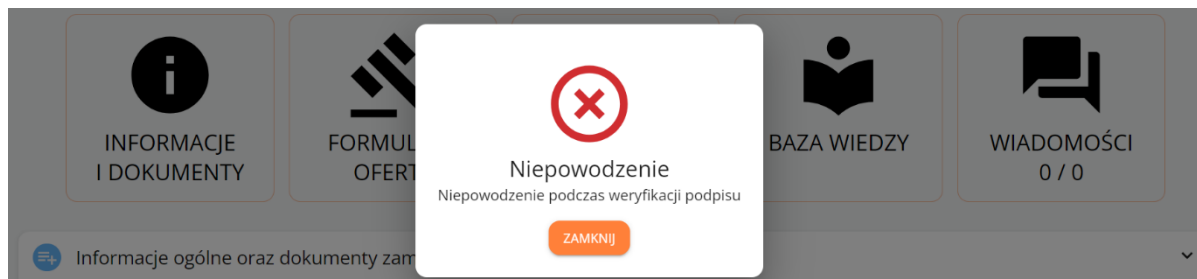 INFORMACJE
I DOKUMENTY
FORMUL
OFERT
BAZA WIEDZY
WIADOMOŚCI
0 / 0
Niepowodzenie
Niepowodzenie podczas weryfikacji podpisu
ZAMKNIJ
Informacje ogólne oraz dokumenty zam